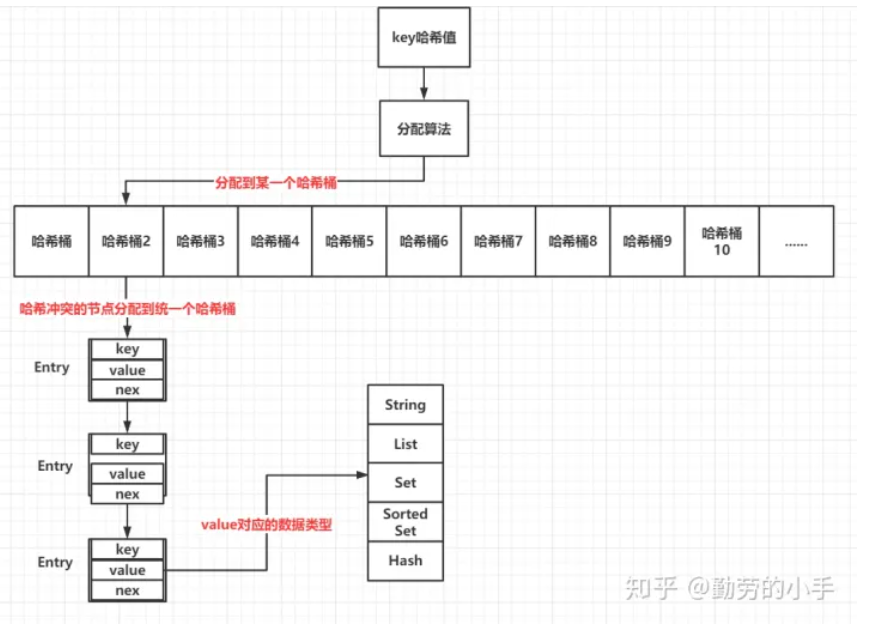 key哈希值
分配算法
分配到某一个哈希桶
哈希桶
哈希桶2
哈希桶3
哈希桶4
哈希桶5
哈希桶6
哈希桶7
哈希桶8
哈希桶9
哈希桶
10
......
哈希冲突的节点分配到统一个哈希桶
Entry
key
value
nex
Entry
key
value
nex
Entry
key
value
nex
value对应的数据类型
String
List
Set
Sorted
Set
Hash
知乎 @勤劳的小手